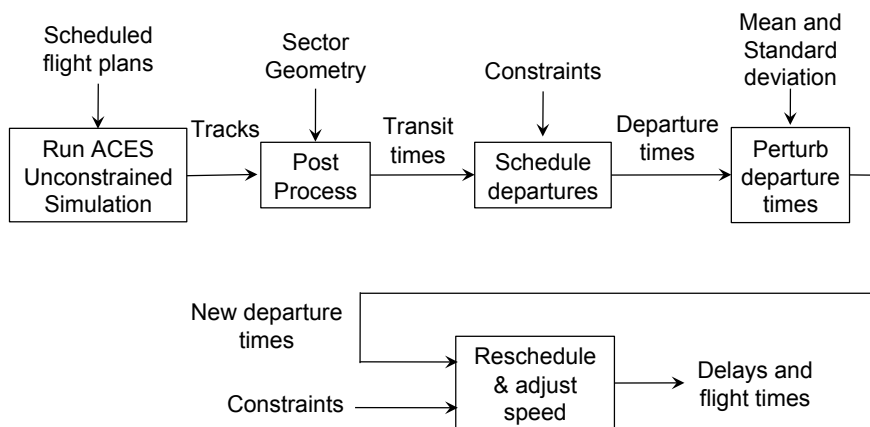 Scheduled
flight plans
Sector
Geometry
Constraints
Mean and
Standard
deviation
Run ACES
Unconstrained
Simulation
Tracks
Post
Process
Transit
times
Schedule
departures
Departure
times
Perturb
departure
times
New departure
times
Constraints
Reschedule
& adjust
speed
Delays and
flight times